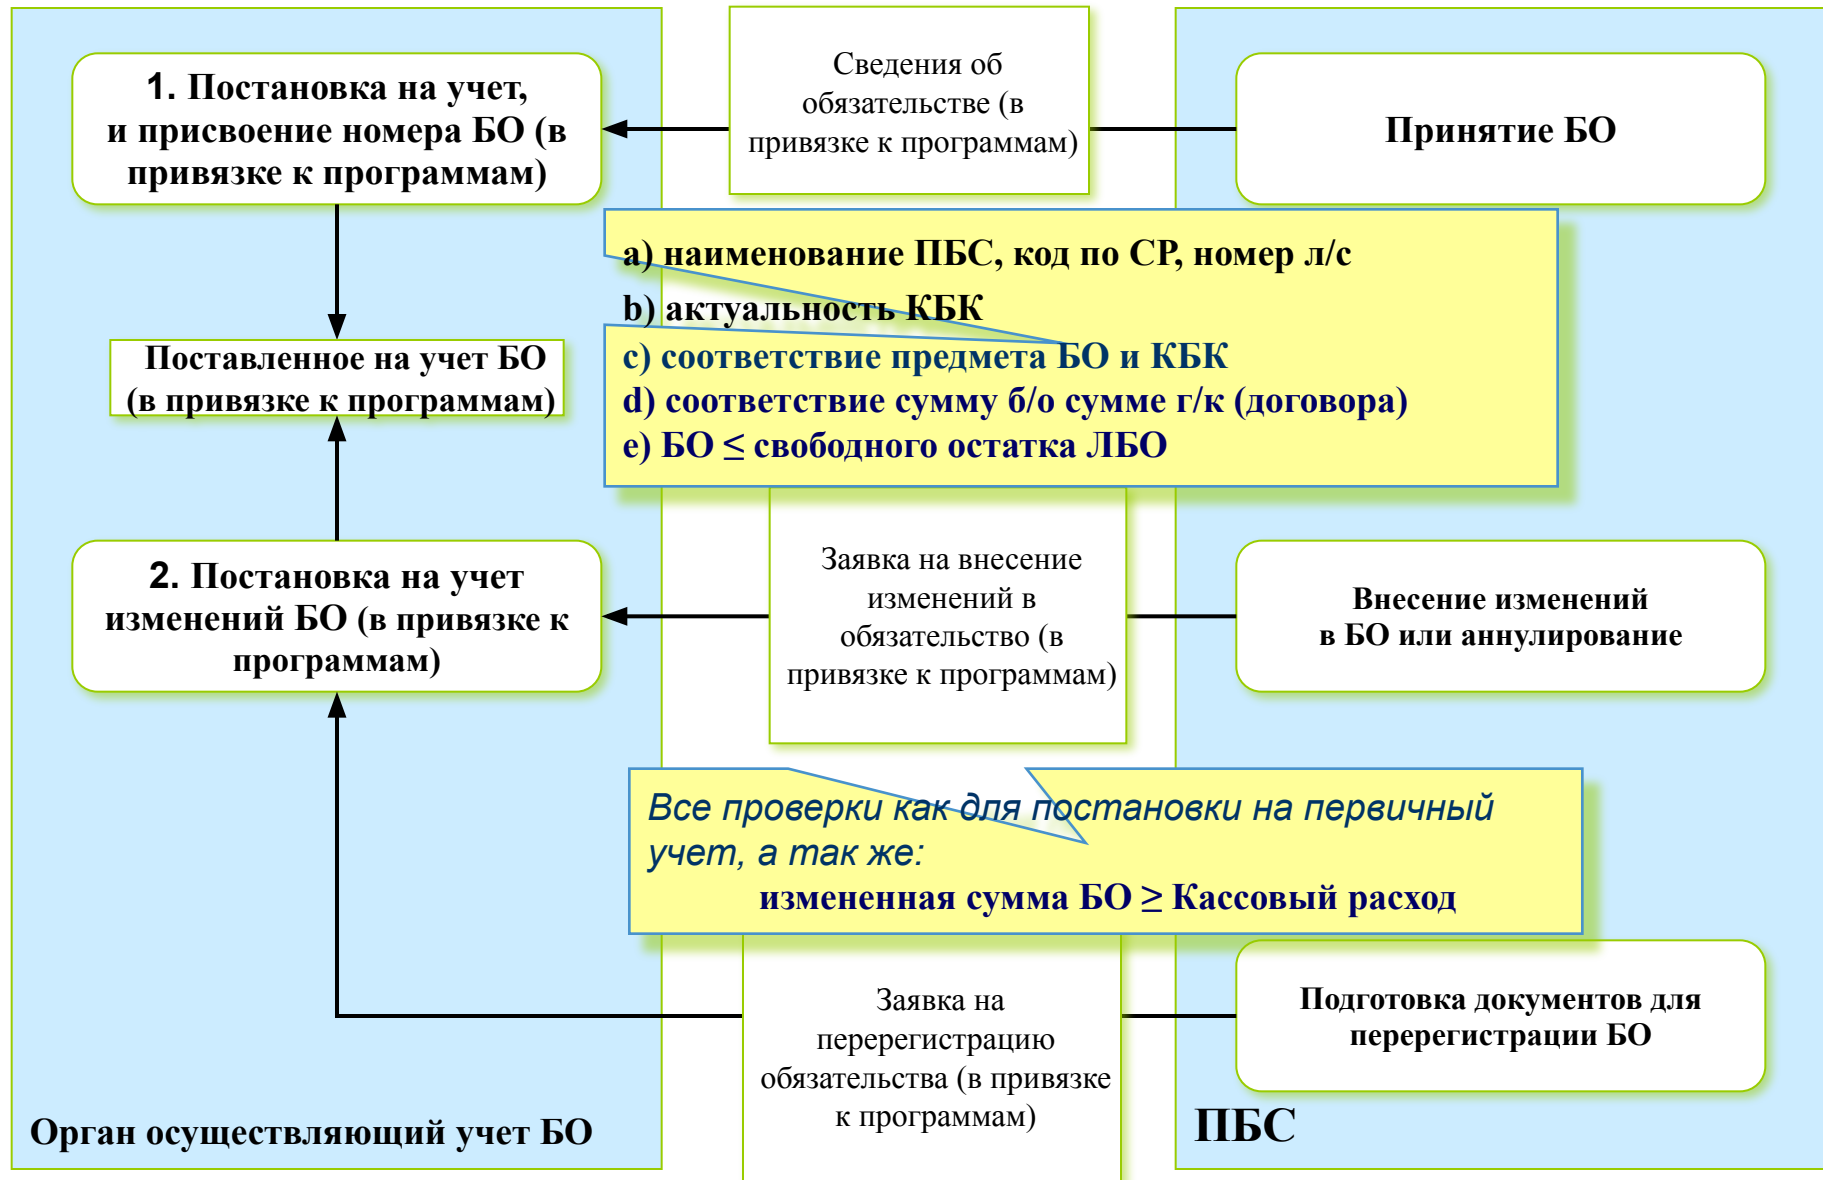 1. Постановка на учет,
и присвоение номера БО (в
привязке к программам)
Сведения об
обязательстве (в
привязке к программам)
Принятие БО
a) наименование ПБС, код по СР, номер л/с
b) актуальность КБК
c) соответствие предмета БО и КБК
d) соответствие сумму б/о сумме г/к (договора)
e) БО ≤ свободного остатка ЛБО
Поставленное на учет БО
(в привязке к программам)
2. Постановка на учет
изменений БО (в привязке к
программам)
Заявка на внесение
изменений в
обязательство (в
привязке к программам)
Внесение изменений
в БО или аннулирование
Все проверки как для постановки на первичный
учет, а так же:
измененная сумма БО ≥ Кассовый расход
Заявка на
перерегистрацию
обязательства (в привязке
к программам)
Подготовка документов для
перерегистрации БО
Орган осуществляющий учет БО
ПБС